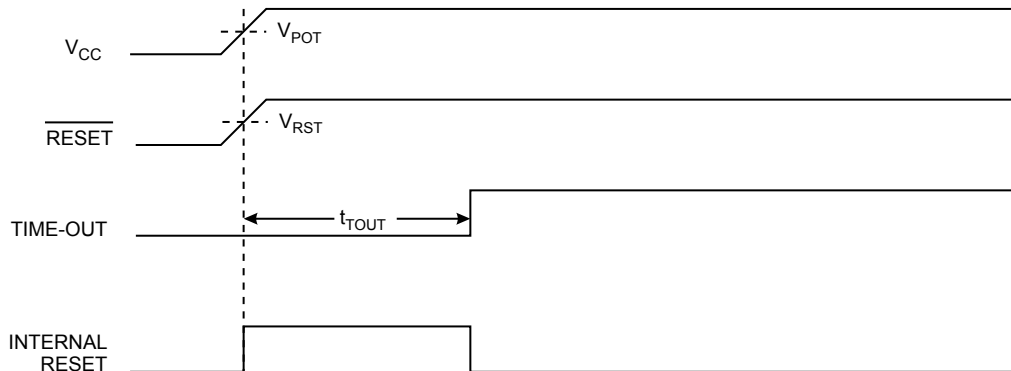 V_CC
V_POT
RESET
V_RST
TIME-OUT
t_TOUT
INTERNAL
RESET